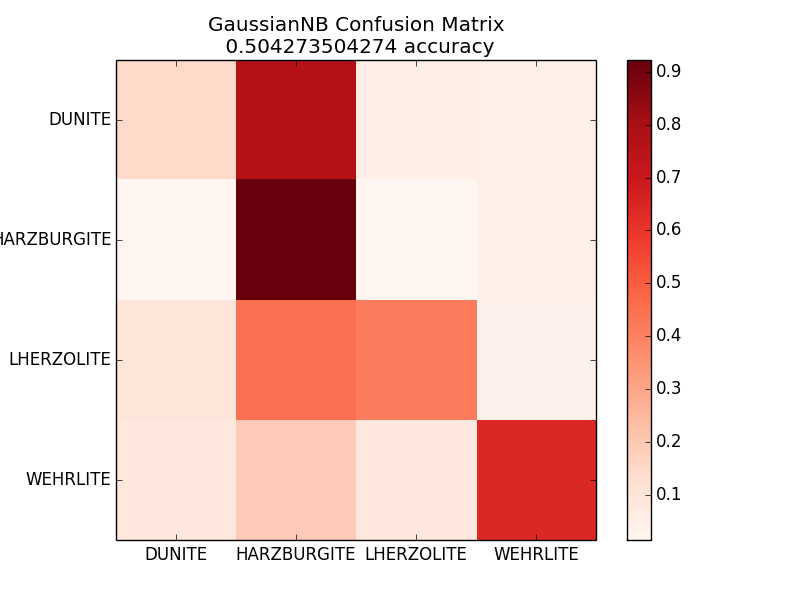 GaussianNB Confusion Matrix
0.504273504274 accuracy
DUNITE
HARZBURGITE
LHERZOLITE
WEHRLITE
DUNITE HARZBURGITE LHERZOLITE WEHRLITE
0.9
0.8
0.7
0.6
0.5
0.4
0.3
0.2
0.1